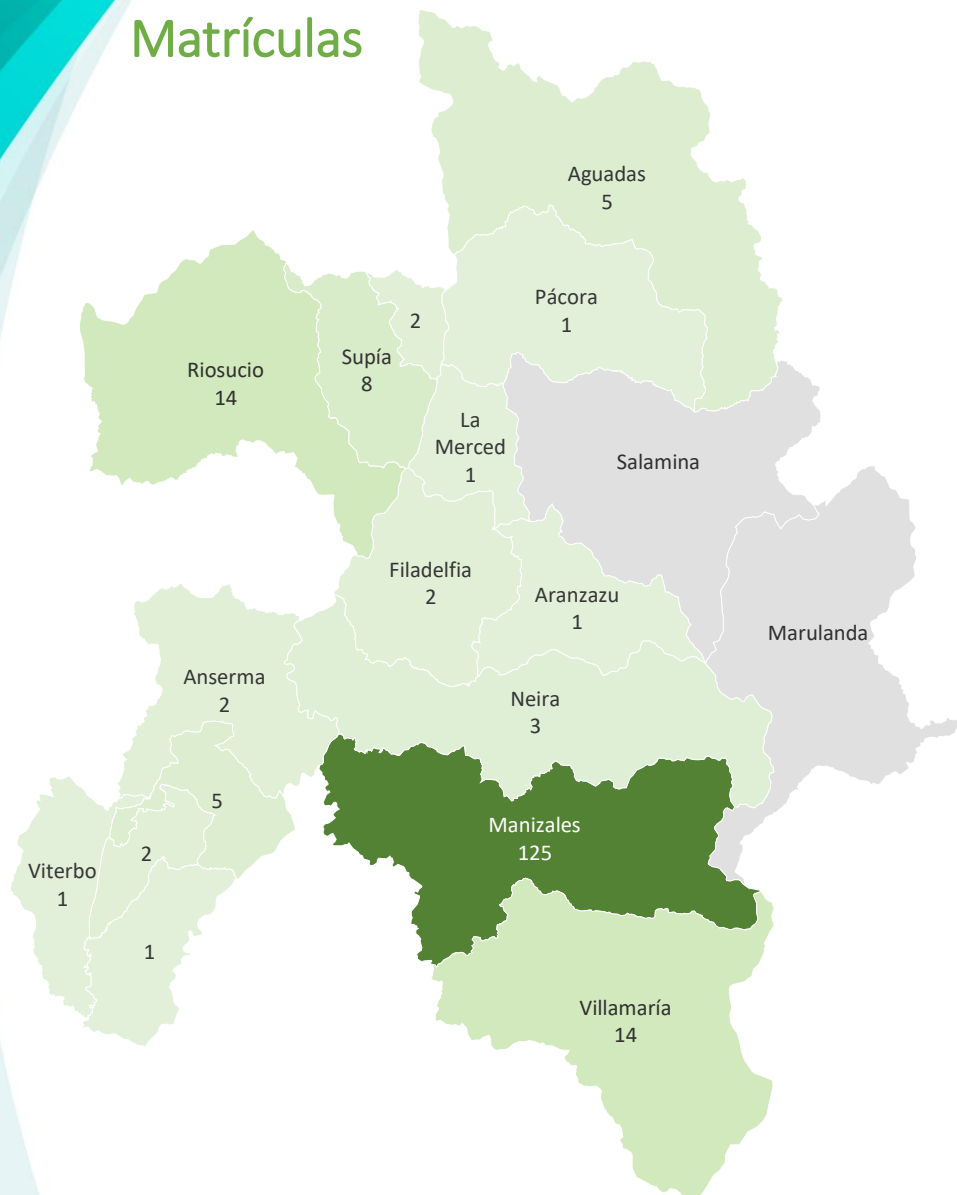 Matrículas
Aguadas
5
Pácora
1
2
Supía
8
Riosucio
14
La
Merced
1
Salamina
Filadelfia
2
Aranzazu
1
Marulanda
Anserma
2
Neira
3
5
Manizales
125
2
Viterbo
1
1
Villamaría
14